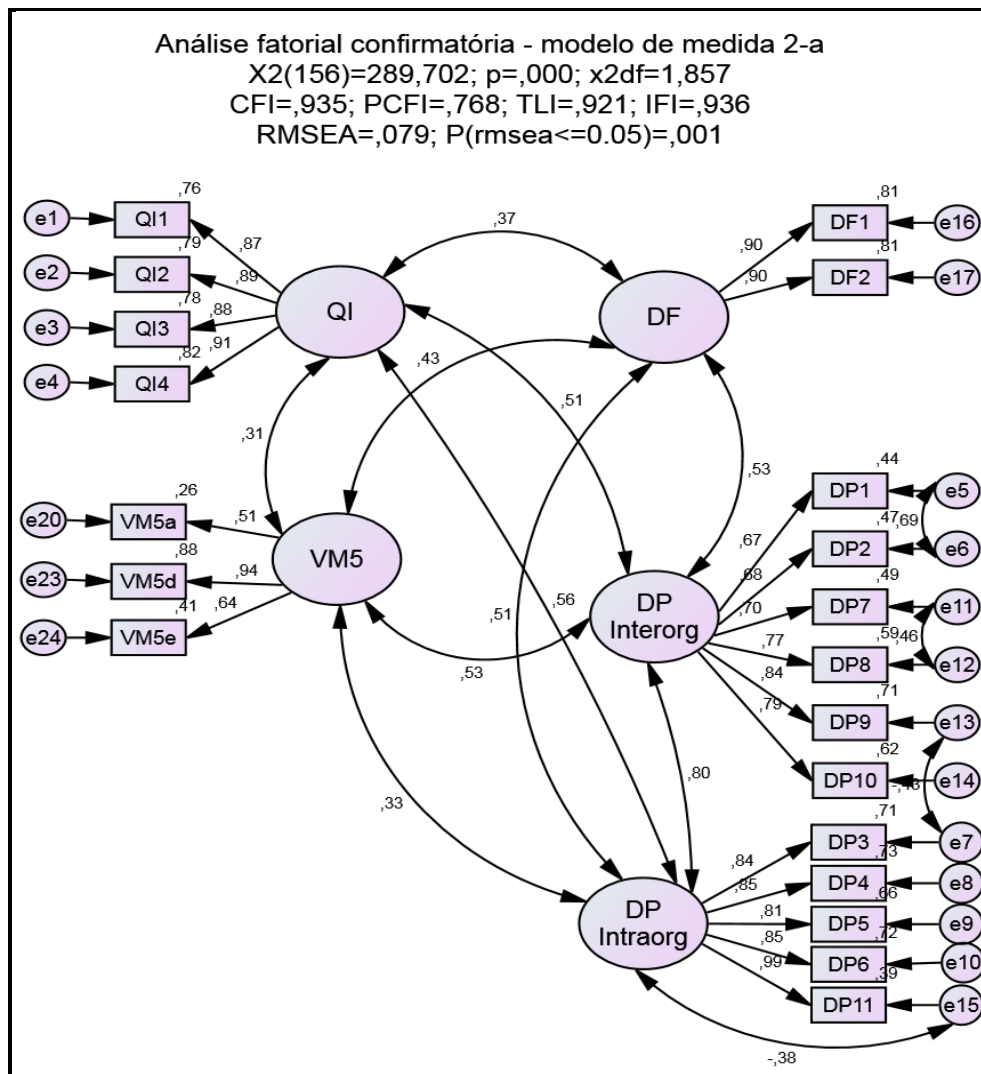 Análise fatorial confirmatória - modelo de medida 2-a
X2(156)=289,702; p=,000; x2df=1,857
CFI=,935; PCFI=,768; TLI=,921; IFI=,936
RMSEA=,079; P(rmsea<=0.05)=,001
,76
e1
QI1
,87
,79
e2
QI2
,89
,78
e3
QI3
,88
,82
e4
QI4
,91
QI
,37
DF
,81
,90
DF1
e16
,81
,90
DF2
e17
,43
,51
,31
,53
,26
e20
VM5a
,51
,88
e23
VM5d
,94
,41
e24
VM5e
,64
VM5
,53
,51
,56
DP
Interorg
,44
,67
DP1
e5
,47
,69
,68
DP2
e6
,49
,70
DP7
e11
,59
,46
,77
DP8
e12
,71
,84
DP9
e13
,62
,79
DP10
e14
,80
,33
DP
Intraorg
,71
,84
DP3
e7
,73
,85
DP4
e8
,66
,81
DP5
e9
,72
,85
DP6
e10
,39
,99
DP11
e15
-,38